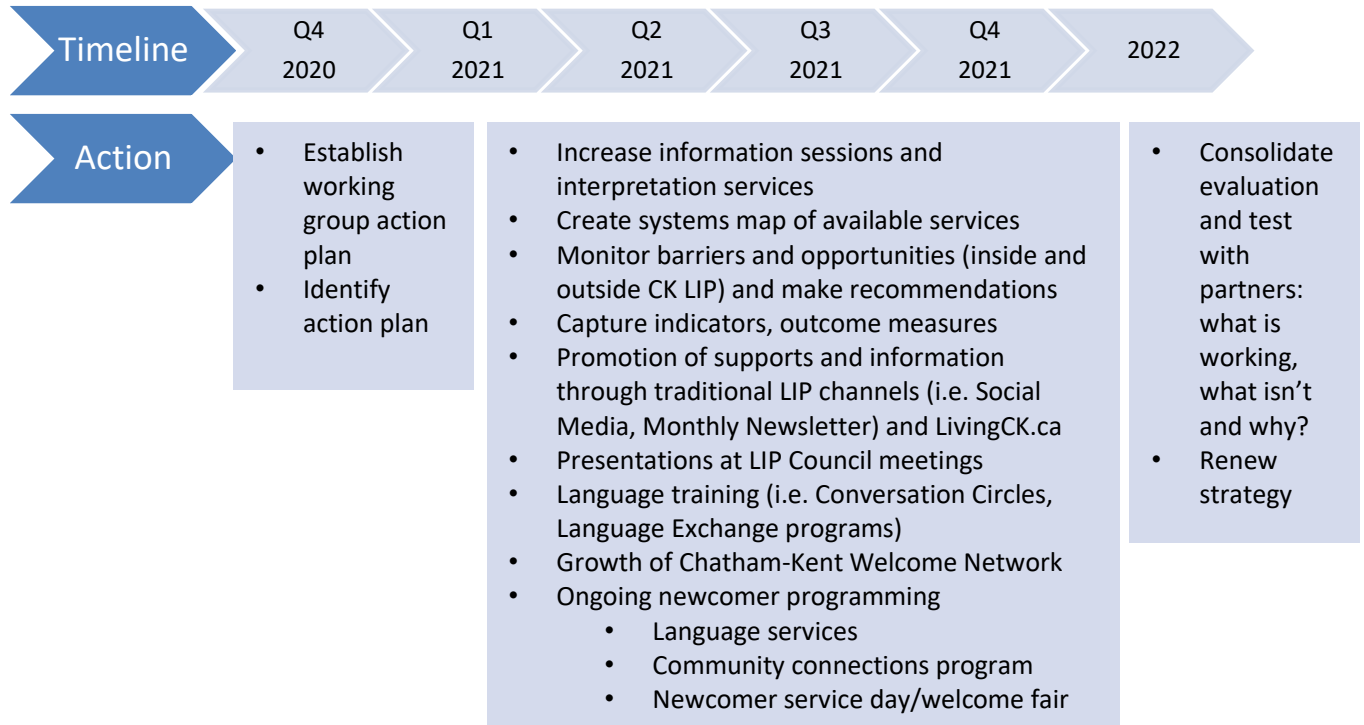 Timeline
Q4
2020
Q1
2021
Q2
2021
Q3
2021
Q4
2021
2022
Action
• Establish
working
group action
plan
• Identify
action plan
• Increase information sessions and
interpretation services
• Create systems map of available services
• Monitor barriers and opportunities (inside and
outside CK LIP) and make recommendations
• Capture indicators, outcome measures
• Promotion of supports and information
through traditional LIP channels (i.e. Social
Media, Monthly Newsletter) and LivingCK.ca
• Presentations at LIP Council meetings
• Language training (i.e. Conversation Circles,
Language Exchange programs)
• Growth of Chatham-Kent Welcome Network
• Ongoing newcomer programming
• Language services
• Community connections program
• Newcomer service day/welcome fair
• Consolidate
evaluation
and test
with
partners:
what is
working,
what isn’t
and why?
• Renew
strategy